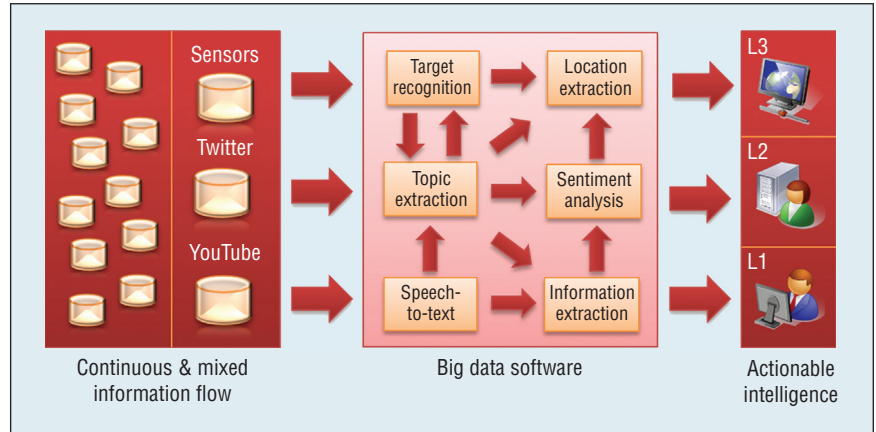 Sensors
Twitter
YouTube
Continuous & mixed
information flow
Target
recognition
Location
extraction
Topic
extraction
Sentiment
analysis
Speech-
to-text
Information
extraction
Big data software
L3
L2
L1
Actionable
intelligence